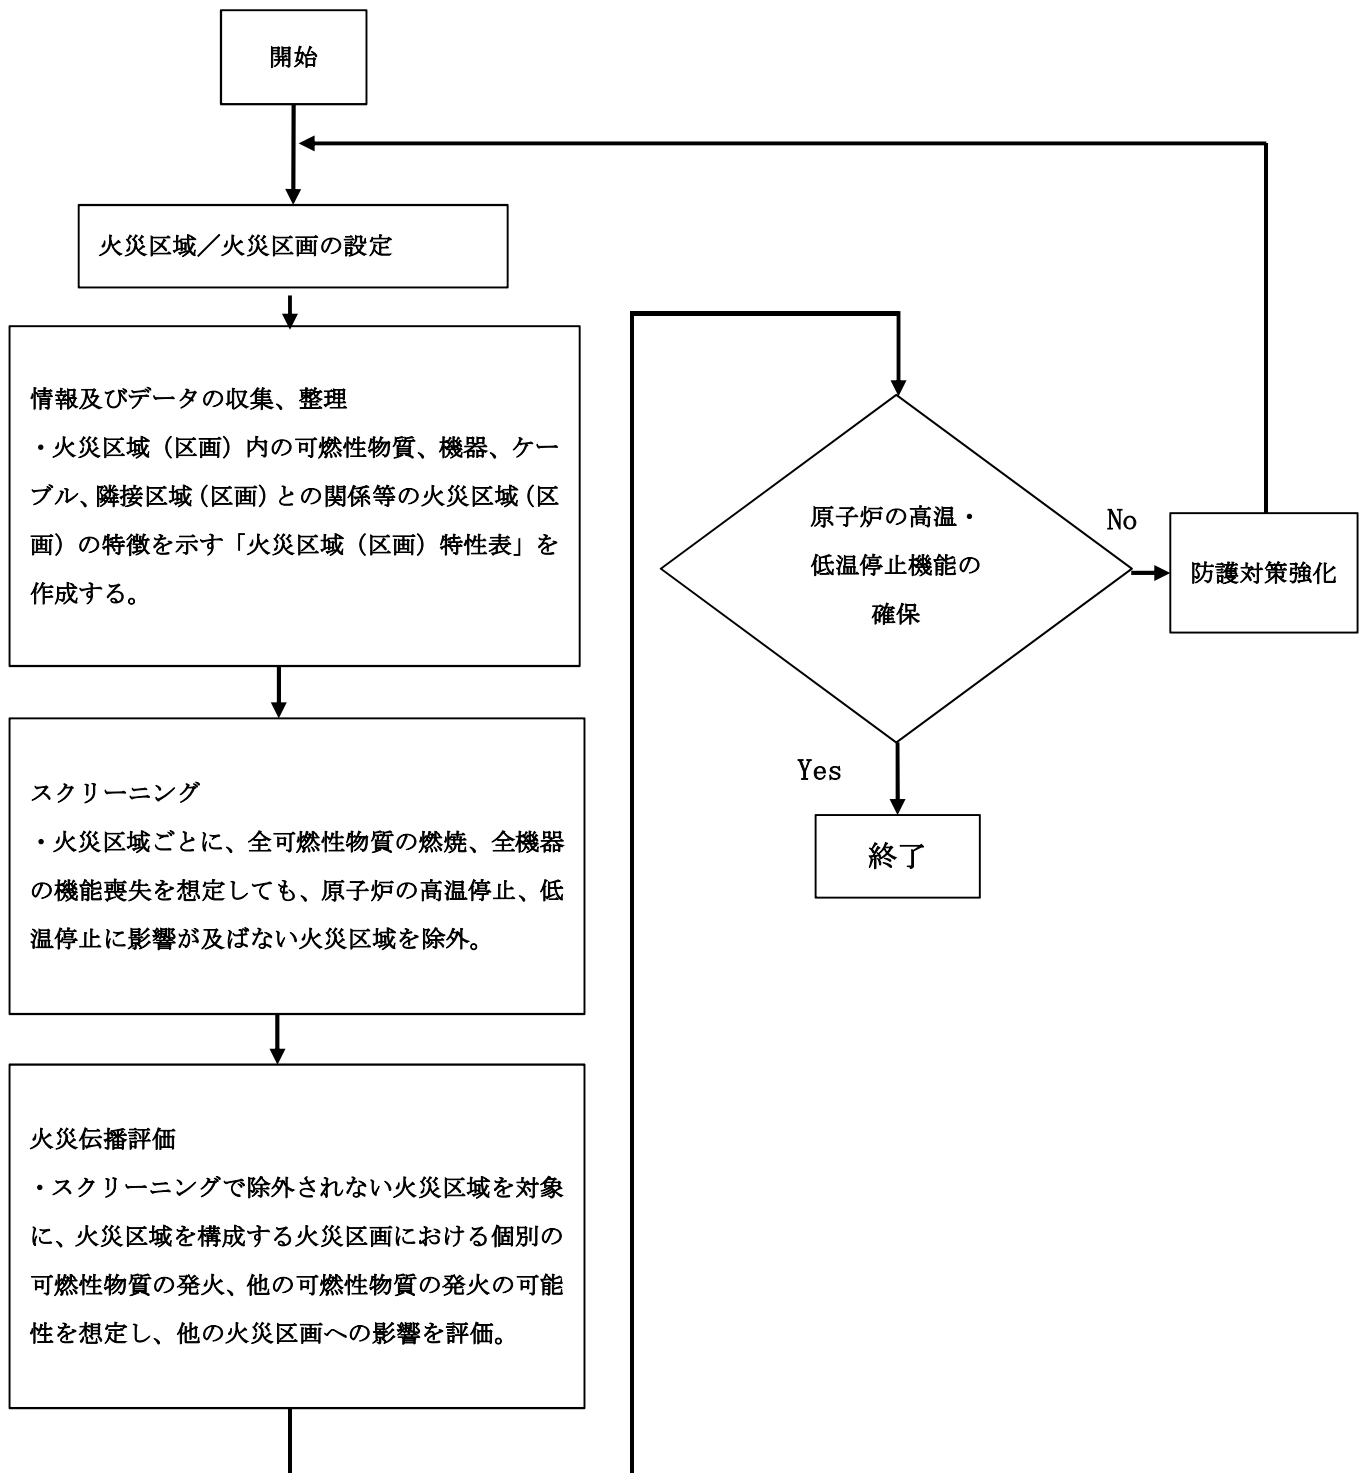 開始
火災区域／火災区画の設定
情報及びデータの収集、整理
・火災区域（区画）内の可燃性物質、機器、ケー
ブル、隣接区域（区画）との関係等の火災区域（区
画）の特徴を示す「火災区域（区画）特性表」を
作成する。
スクリーニング
・火災区域ごとに、全可燃性物質の燃焼、全機器
の機能喪失を想定しても、原子炉の高温停止、低
温停止に影響が及ばない火災区域を除外。
火災伝播評価
・スクリーニングで除外されない火災区域を対象
に、火災区域を構成する火災区画における個別の
可燃性物質の発火、他の可燃性物質の発火の可能
性を想定し、他の火災区画への影響を評価。
原子炉の高温・
低温停止機能の
確保
No
防護対策強化
Yes
終了